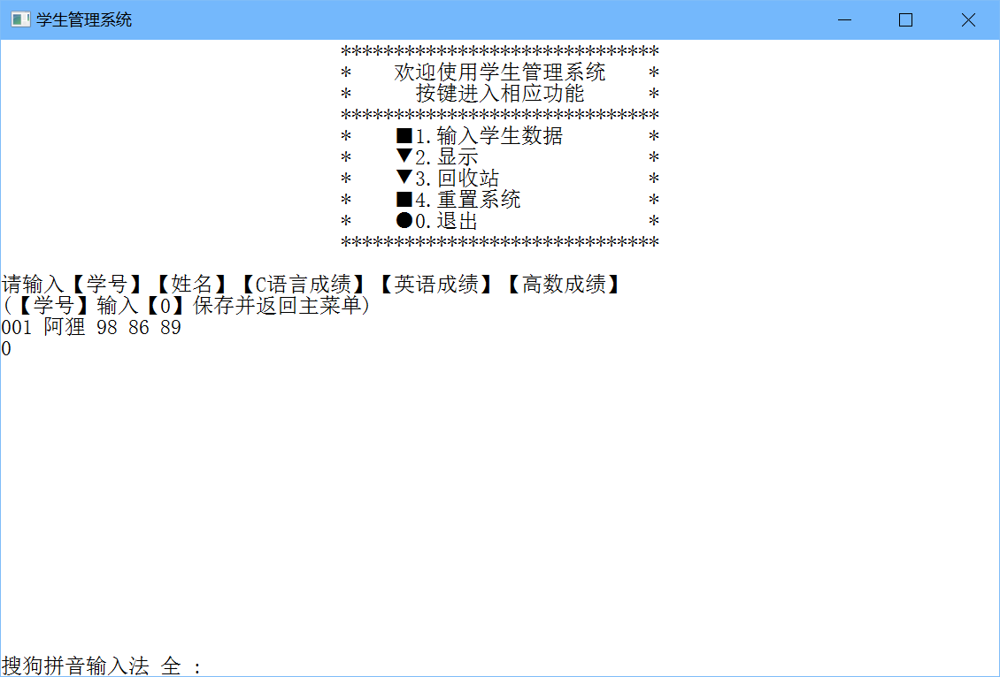 学生管理系统
******************************
* 欢迎使用学生管理系统 *
* 按键进入相应功能 *
******************************
* ■1.输入学生数据 *
* ▼2.显示 *
* ▼3.回收站 *
* ■4.重置系统 *
* ●0.退出 *
******************************
请输入【学号】【姓名】【C语言成绩】【英语成绩】【高数成绩】
(【学号】输入【0】保存并返回主菜单)
001 阿狸 98 86 89
0
搜狗拼音输入法 全 :